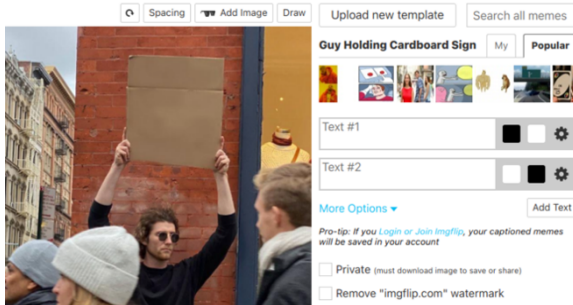 Spacing
Add Image
Draw
Upload new template
Search all memes
Guy Holding Cardboard Sign
My
Popular
Text #1
Text #2
More Options
Add Text
Pro-tip: If you Login or Join Imgflip, your captioned memes
will be saved in your account
Private (must download image to save or share)
Remove "imgflip.com" watermark